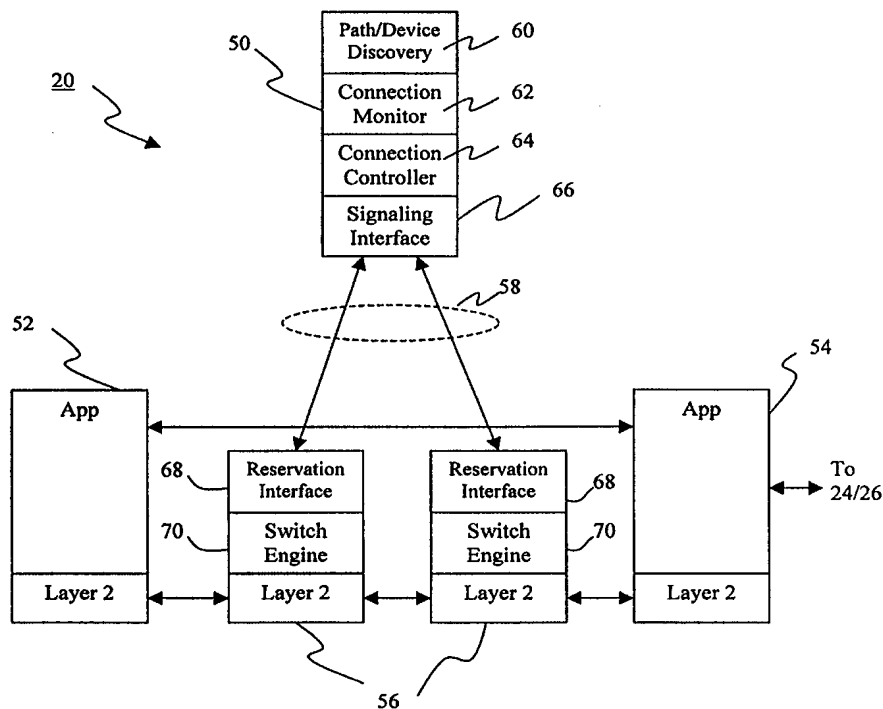 Path/Device
Discovery
60
50
20
Connection
Monitor
62
Connection
Controller
64
Signaling
Interface
66
58
52
54
App
App
Reservation
Interface
68
Reservation
Interface
68
To
24/26
Switch
Engine
70
Switch
Engine
70
Layer 2
Layer 2
Layer 2
Layer 2
56